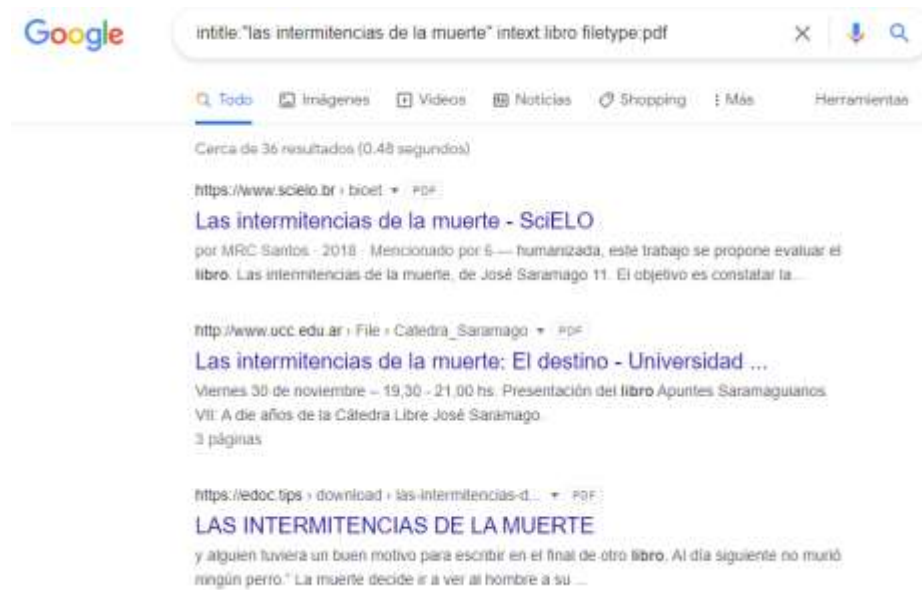 Google
intitle:"las intermitencias de la muerte" intext libro filetype:pdf
Todo Imágenes Videos Noticias Shopping Más Herramientas
Cerca de 36 resultados (0.48 segundos)
https://www.scielo.br › bioet PDF
Las intermitencias de la muerte - SciELO
por MRC Santos · 2018 · Mencionado por 6 — humanizada, este trabajo se propone evaluar el
libro. Las intermitencias de la muerte, de José Saramago 11. El objetivo es constatar la...
http://www.ucc.edu.ar › File › Catedra_Saramago PDF
Las intermitencias de la muerte: El destino - Universidad ...
Viernes 30 de noviembre – 19,30 - 21,00 hs. Presentación del libro Apuntes Saramaguianos
VII: A die años de la Cátedra Libre José Saramago.
3 páginas
https://edoc.tips › download › las-intermitencias-d... PDF
LAS INTERMITENCIAS DE LA MUERTE
y alguien tuviera un buen motivo para escribir en el final de otro libro. Al día siguiente no murió
ningún perro." La muerte decide ir a ver al hombre a su ...